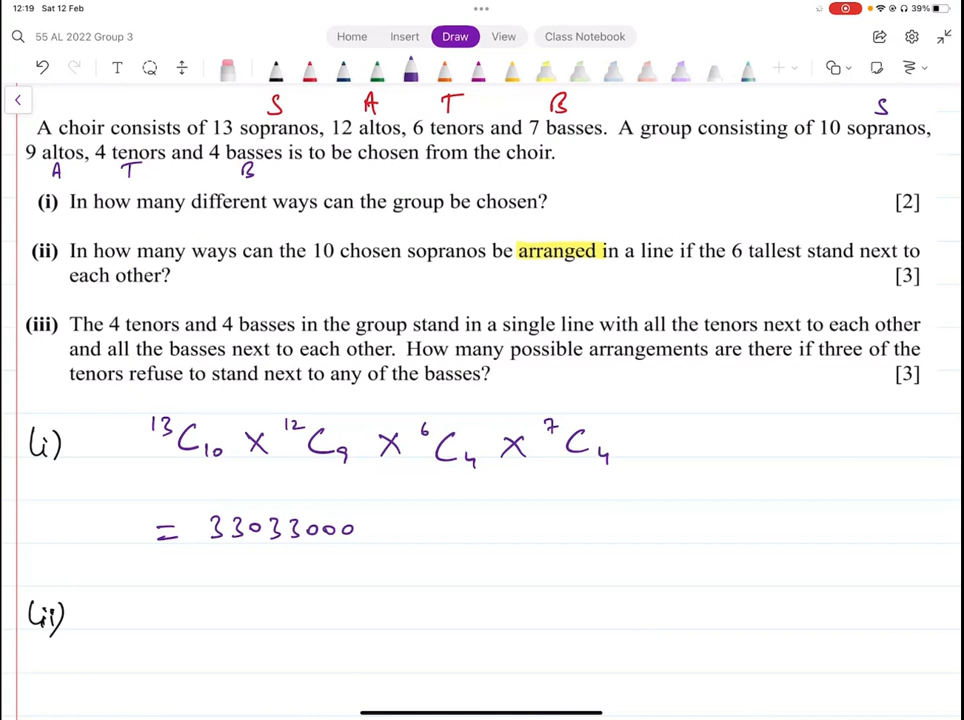 12:19 Sat 12 Feb
39%
55 AL 2022 Group 3
Home Insert Draw View Class Notebook
S A T B S
A choir consists of 13 sopranos, 12 altos, 6 tenors and 7 basses. A group consisting of 10 sopranos,
9 altos, 4 tenors and 4 basses is to be chosen from the choir.
A T B
(i) In how many different ways can the group be chosen? [2]
(ii) In how many ways can the 10 chosen sopranos be arranged in a line if the 6 tallest stand next to
each other? [3]
(iii) The 4 tenors and 4 basses in the group stand in a single line with all the tenors next to each other
and all the basses next to each other. How many possible arrangements are there if three of the
tenors refuse to stand next to any of the basses? [3]
(i) ¹³C₁₀ × ¹²C₉ × ⁶C₄ × ⁷C₄
= 33033000
(ii)